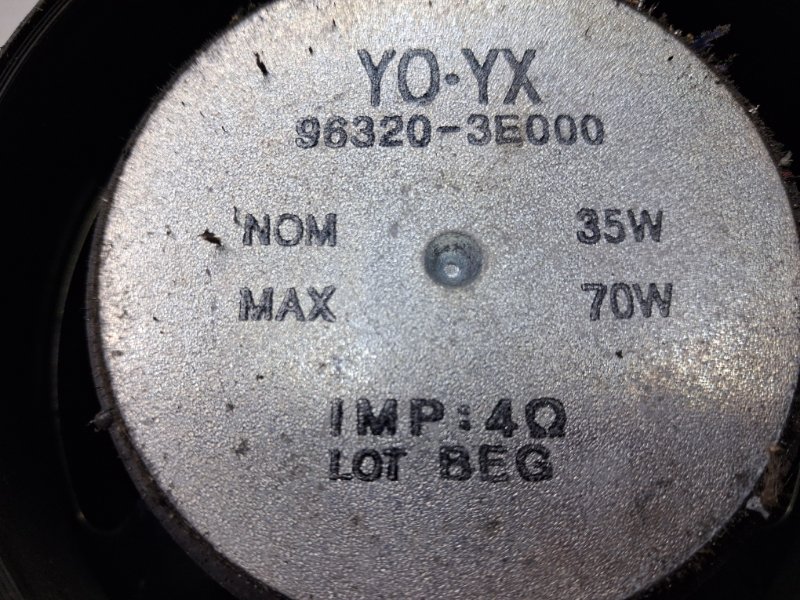 YO·YX
96320-3E000
NOM 35W
MAX 70W
IMP:4Ω
LOT BEG